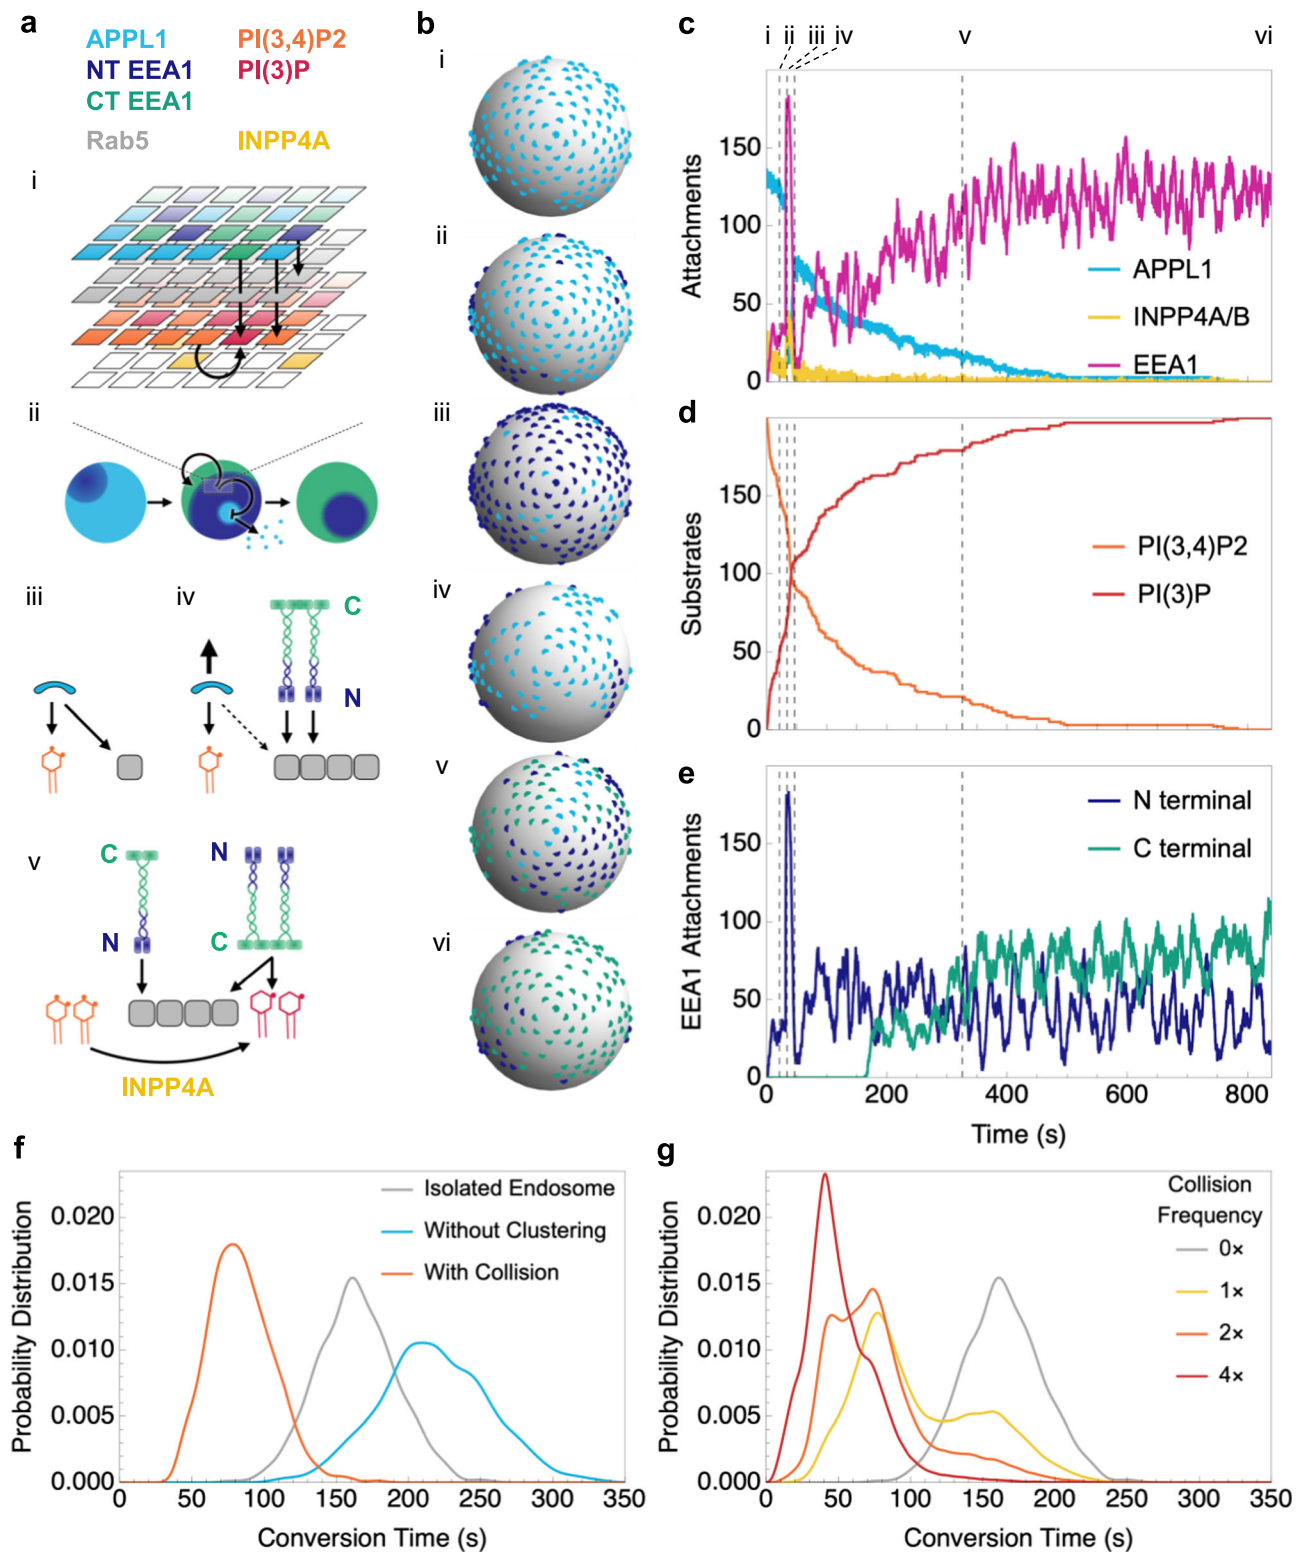 a
APPL1 PI(3,4)P2
NT EEA1 PI(3)P
CT EEA1
Rab5 INPP4A
i
ii
iii iv
C
N
v
C N
N C
INPP4A
b
i
ii
iii
iv
v
vi
c
i ii iii iv v vi
Attachments
150
100
50
0
APPL1
INPP4A/B
EEA1
d
Substrates
150
100
50
0
PI(3,4)P2
PI(3)P
e
EEA1 Attachments
150
100
50
0
N terminal
C terminal
0 200 400 600 800
Time (s)
f
Probability Distribution
0.020
0.015
0.010
0.005
0.000
Isolated Endosome
Without Clustering
With Collision
0 50 100 150 200 250 300 350
Conversion Time (s)
g
Probability Distribution
0.020
0.015
0.010
0.005
0.000
Collision
Frequency
0×
1×
2×
4×
0 50 100 150 200 250 300 350
Conversion Time (s)